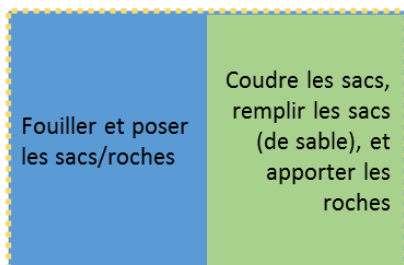 Fouiller et poser
les sacs/roches
Coudre les sacs,
remplir les sacs
(de sable), et
apporter les
roches